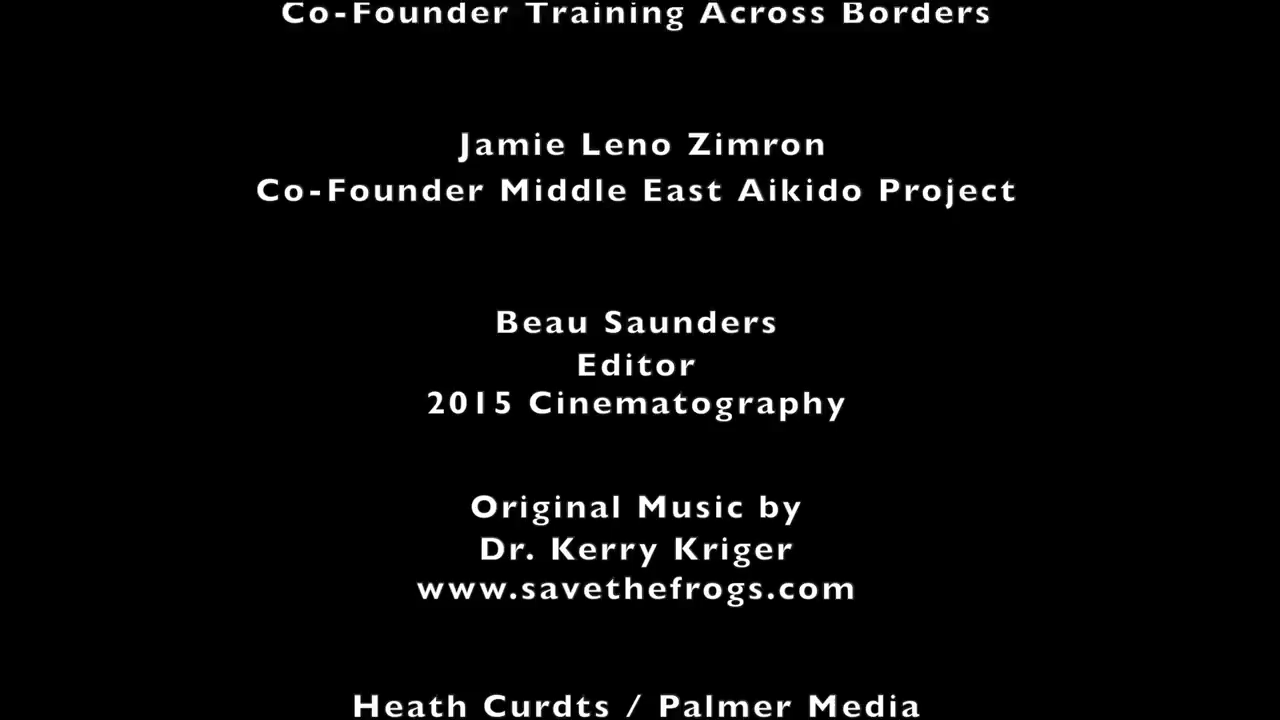 Co-Founder Training Across Borders
Jamie Leno Zimron
Co-Founder Middle East Aikido Project
Beau Saunders
Editor
2015 Cinematography
Original Music by
Dr. Kerry Kriger
www.savethefrogs.com
Heath Curdts / Palmer Media